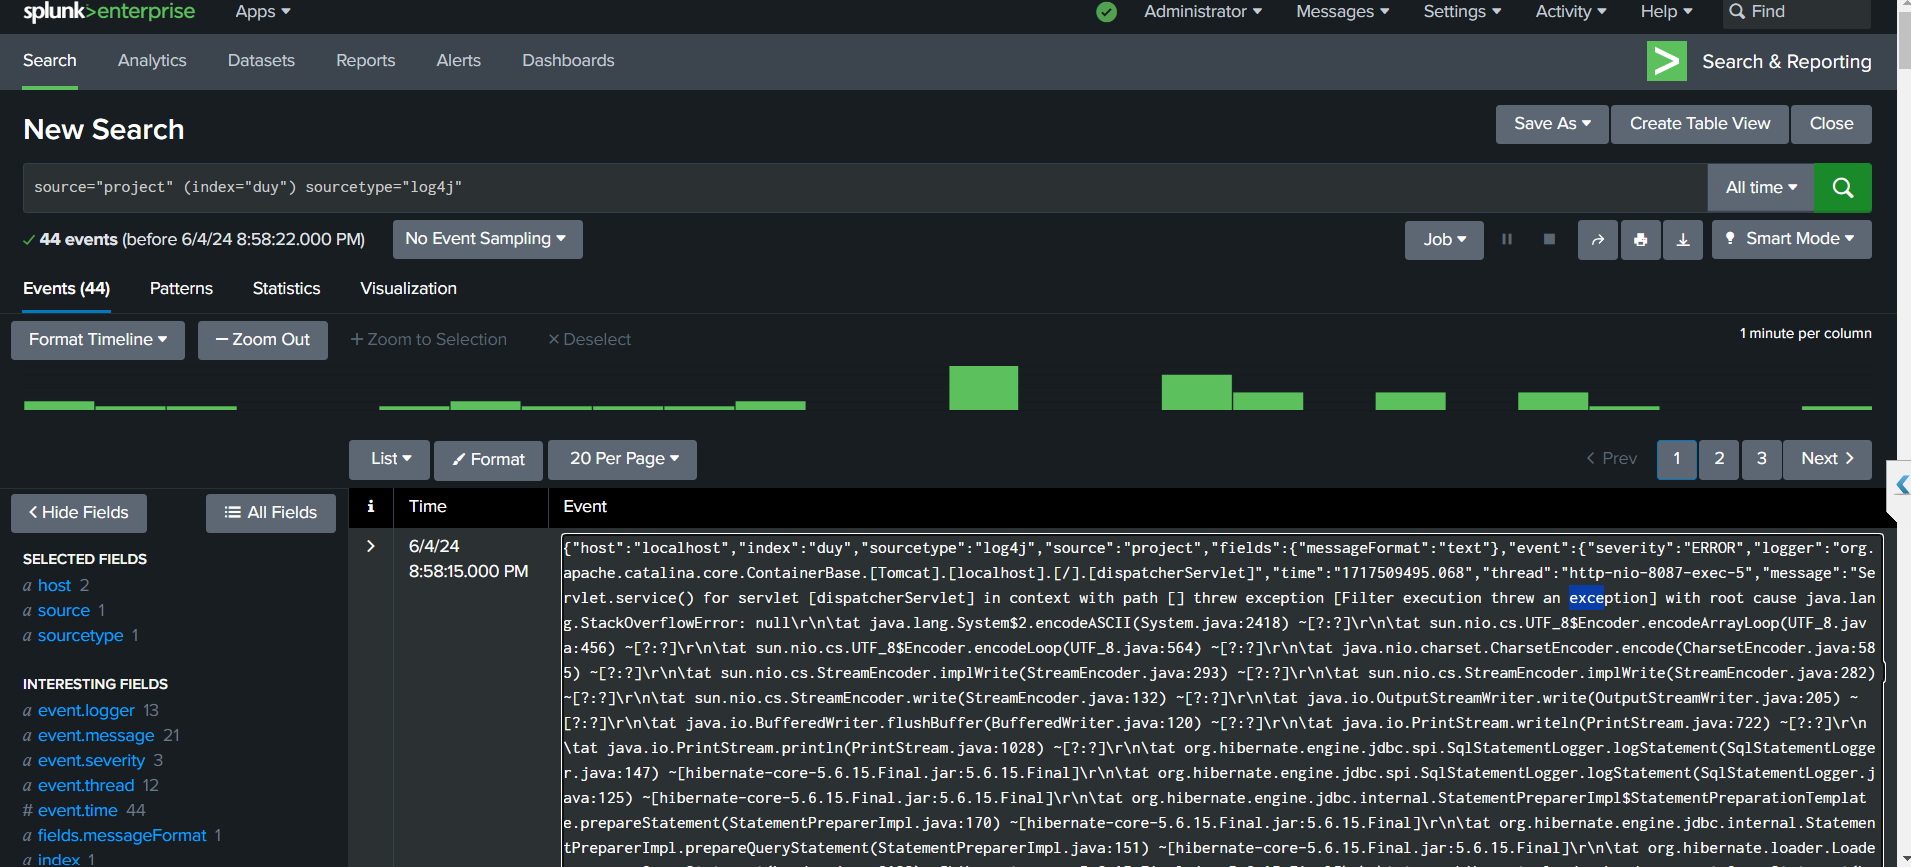 splunk>enterprise Apps Administrator Messages Settings Activity Help Find
Search Analytics Datasets Reports Alerts Dashboards Search & Reporting
New Search Save As Create Table View Close
source="project" (index="duy") sourcetype="log4j" All time
44 events (before 6/4/24 8:58:22.000 PM) No Event Sampling Job Smart Mode
Events (44) Patterns Statistics Visualization
Format Timeline — Zoom Out + Zoom to Selection × Deselect 1 minute per column
List Format 20 Per Page < Prev 1 2 3 Next >
< Hide Fields All Fields
SELECTED FIELDS
a host 2
a source 1
a sourcetype 1
INTERESTING FIELDS
a event.logger 13
a event.message 21
a event.severity 3
a event.thread 12
# event.time 44
a fields.messageFormat 1
a index 1
i Time Event
> 6/4/24
8:58:15.000 PM
{"host":"localhost","index":"duy","sourcetype":"log4j","source":"project","fields":{"messageFormat":"text"},"event":{"severity":"ERROR","logger":"org.
apache.catalina.core.ContainerBase.[Tomcat].[localhost].[/].[dispatcherServlet]","time":"1717509495.068","thread":"http-nio-8087-exec-5","message":"Se
rvlet.service() for servlet [dispatcherServlet] in context with path [] threw exception [Filter execution threw an exception] with root cause java.lan
g.StackOverflowError: null\r\n\tat java.lang.System$2.encodeASCII(System.java:2418) ~[?:?]\r\n\tat sun.nio.cs.UTF_8$Encoder.encodeArrayLoop(UTF_8.jav
a:456) ~[?:?]\r\n\tat sun.nio.cs.UTF_8$Encoder.encodeLoop(UTF_8.java:564) ~[?:?]\r\n\tat java.nio.charset.CharsetEncoder.encode(CharsetEncoder.java:58
5) ~[?:?]\r\n\tat sun.nio.cs.StreamEncoder.implWrite(StreamEncoder.java:293) ~[?:?]\r\n\tat sun.nio.cs.StreamEncoder.implWrite(StreamEncoder.java:282)
~[?:?]\r\n\tat sun.nio.cs.StreamEncoder.write(StreamEncoder.java:132) ~[?:?]\r\n\tat java.io.OutputStreamWriter.write(OutputStreamWriter.java:205) ~
[?:?]\r\n\tat java.io.BufferedWriter.flushBuffer(BufferedWriter.java:120) ~[?:?]\r\n\tat java.io.PrintStream.writeln(PrintStream.java:722) ~[?:?]\r\n
\tat java.io.PrintStream.println(PrintStream.java:1028) ~[?:?]\r\n\tat org.hibernate.engine.jdbc.spi.SqlStatementLogger.logStatement(SqlStatementLogge
r.java:147) ~[hibernate-core-5.6.15.Final.jar:5.6.15.Final]\r\n\tat org.hibernate.engine.jdbc.spi.SqlStatementLogger.logStatement(SqlStatementLogger.j
ava:125) ~[hibernate-core-5.6.15.Final.jar:5.6.15.Final]\r\n\tat org.hibernate.engine.jdbc.internal.StatementPreparerImpl$StatementPreparationTemplat
e.prepareStatement(StatementPreparerImpl.java:170) ~[hibernate-core-5.6.15.Final.jar:5.6.15.Final]\r\n\tat org.hibernate.engine.jdbc.internal.Statemen
tPreparerImpl.prepareQueryStatement(StatementPreparerImpl.java:151) ~[hibernate-core-5.6.15.Final.jar:5.6.15.Final]\r\n\tat org.hibernate.loader.Loade